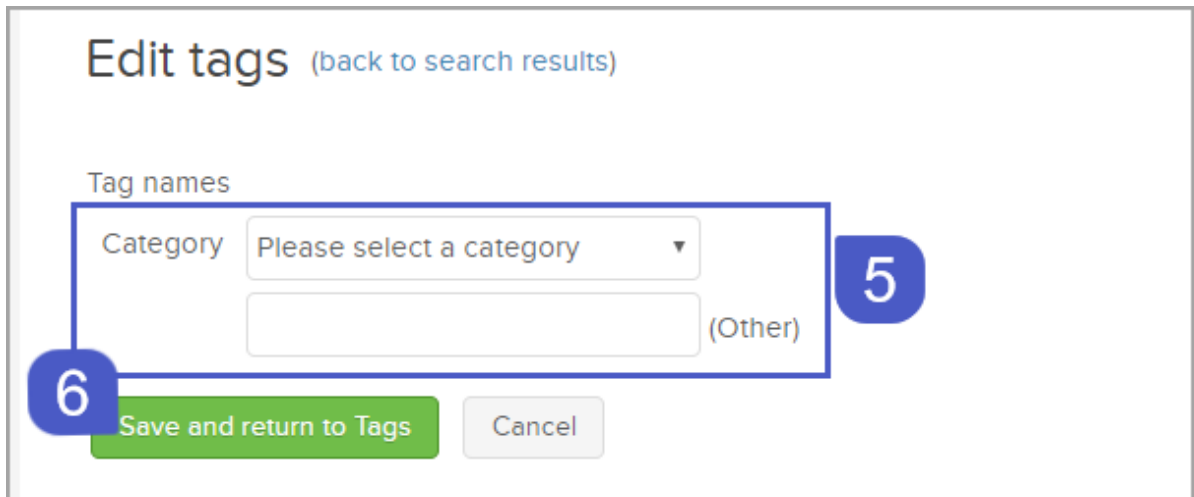 Edit tags (back to search results)
Tag names
Category Please select a category
5
(Other)
6
Save and return to Tags Cancel